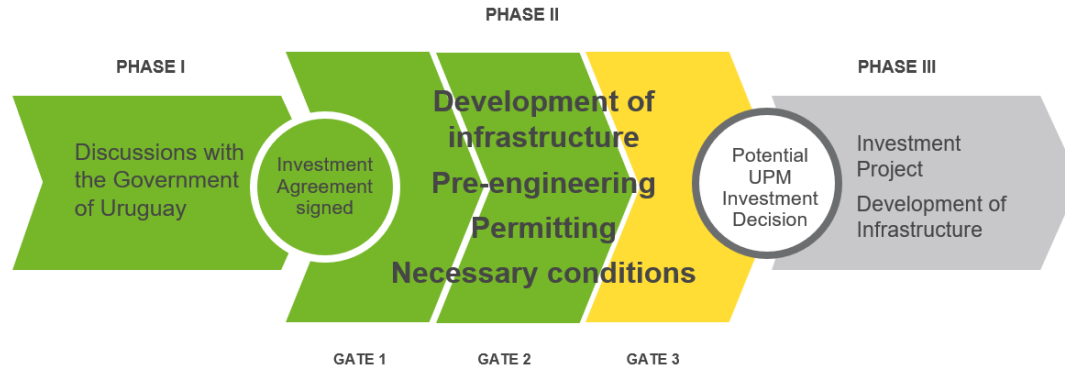 PHASE II
PHASE I
PHASE III
Discussions with
the Government
of Uruguay
Investment
Agreement
signed
Development of
infrastructure
Pre-engineering
Permitting
Necessary conditions
Potential
UPM
Investment
Decision
Investment
Project
Development of
Infrastructure
GATE 1
GATE 2
GATE 3